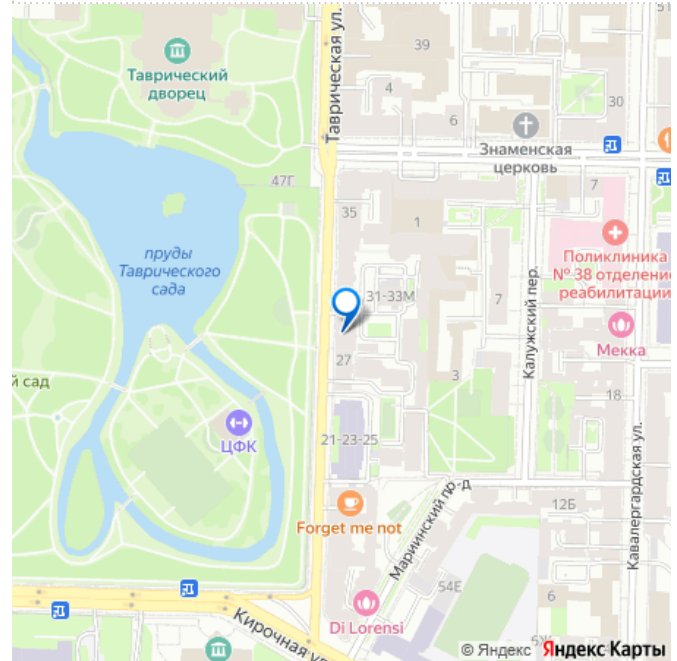 Таврическая ул.
51
39
Таврический
дворец
4
30
6
Знаменская
церковь
47Г
7
35
1
Поликлиника
№ 38 отделение
реабилитации
пруды
Таврического
сада
31-33М
7
Калужский пер.
Мекка
27
й сад
3
18
ЦФК
21-23-25
Кавалергардская ул.
Мариинский пр-д
12Б
Forget me not
54Е
6
Di Lorensi
Кирочная ул
5Ж
© Яндекс Яндекс Карты